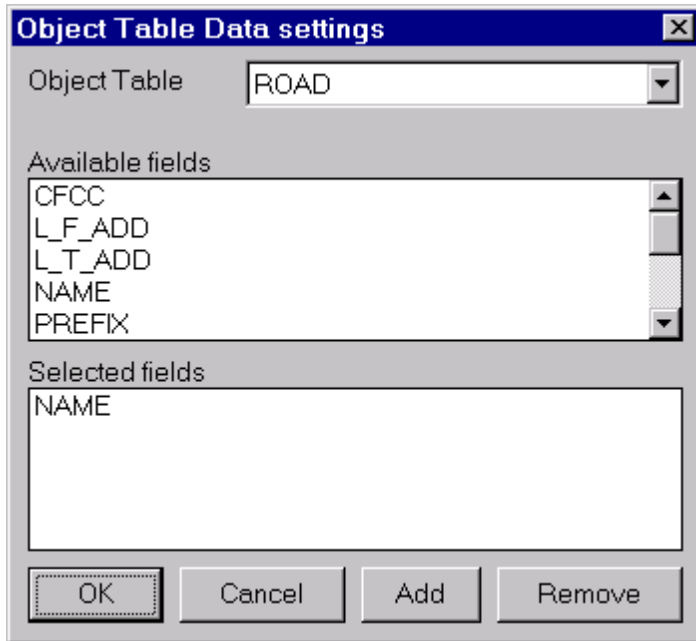 Object Table Data settings
Object Table
ROAD
Available fields
CFCC
L_F_ADD
L_T_ADD
NAME
PREFIX
Selected fields
NAME
OK Cancel Add Remove